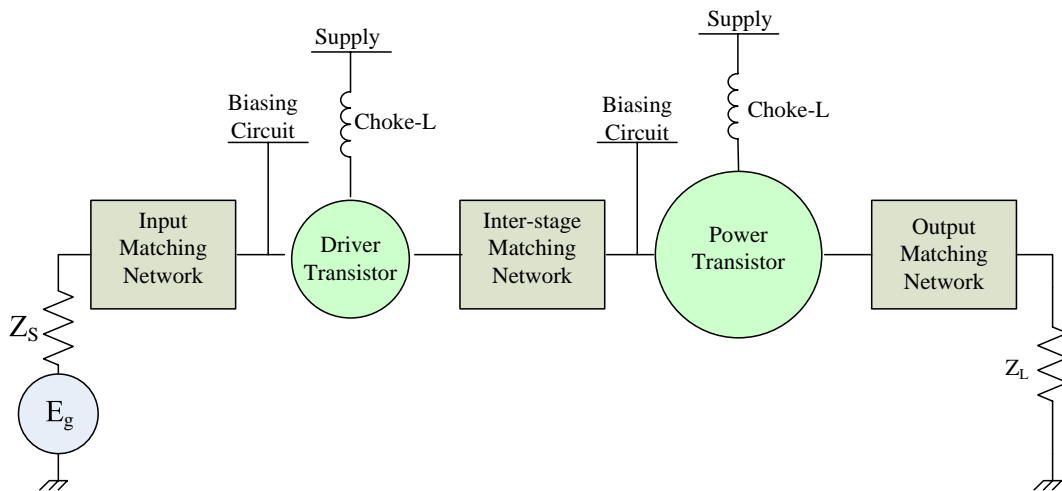 Supply
Choke-L
Biasing
Circuit
Supply
Choke-L
Biasing
Circuit
Input
Matching
Network
Driver
Transistor
Inter-stage
Matching
Network
Power
Transistor
Output
Matching
Network
ZS
Eg
ZL